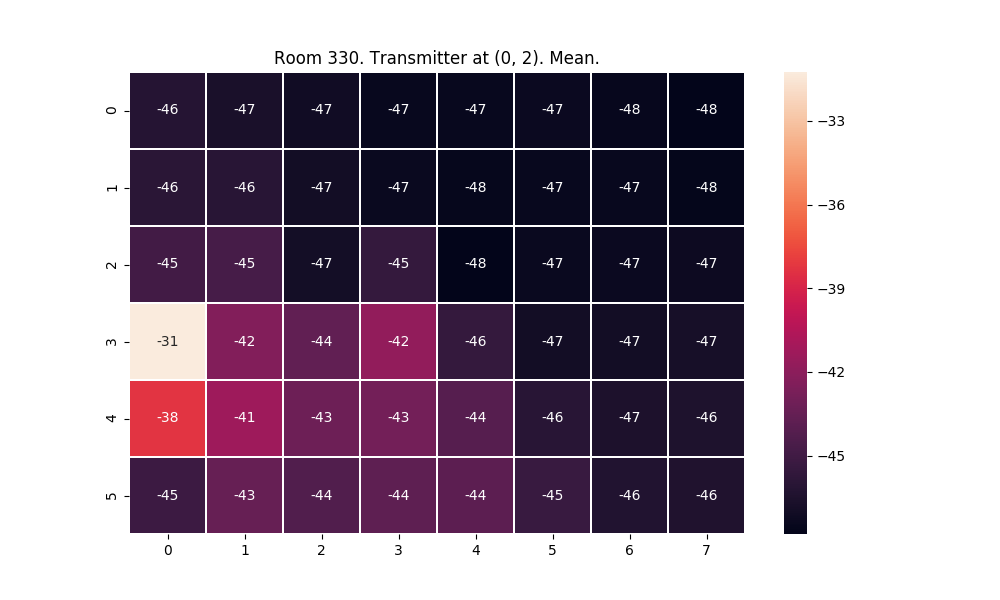 Room 330. Transmitter at (0, 2). Mean.
0 -46 -47 -47 -47 -47 -47 -48 -48
1 -46 -46 -47 -47 -48 -47 -47 -48
2 -45 -45 -47 -45 -48 -47 -47 -47
3 -31 -42 -44 -42 -46 -47 -47 -47
4 -38 -41 -43 -43 -44 -46 -47 -46
5 -45 -43 -44 -44 -44 -45 -46 -46
0 1 2 3 4 5 6 7
−33
−36
−39
−42
−45